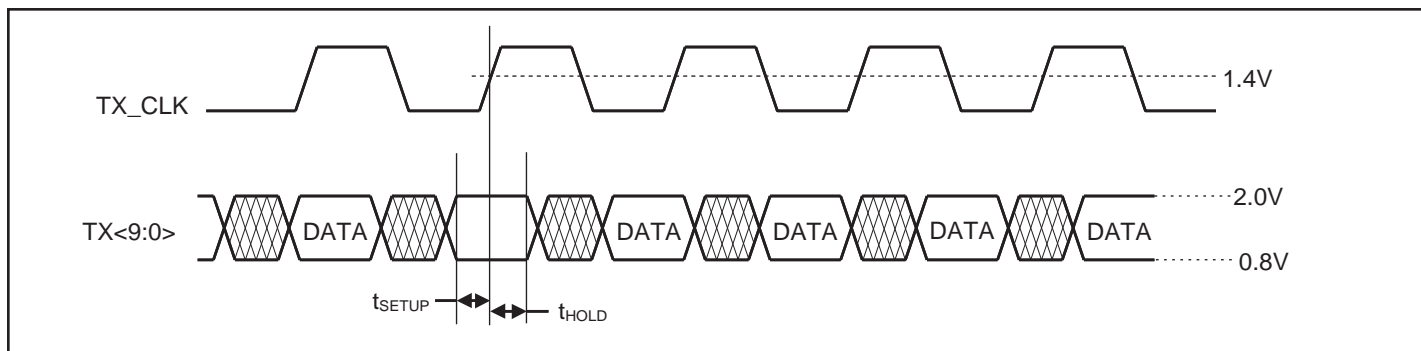 TX_CLK
1.4V
TX<9:0>
DATA
DATA
DATA
DATA
DATA
2.0V
0.8V
tSETUP
tHOLD